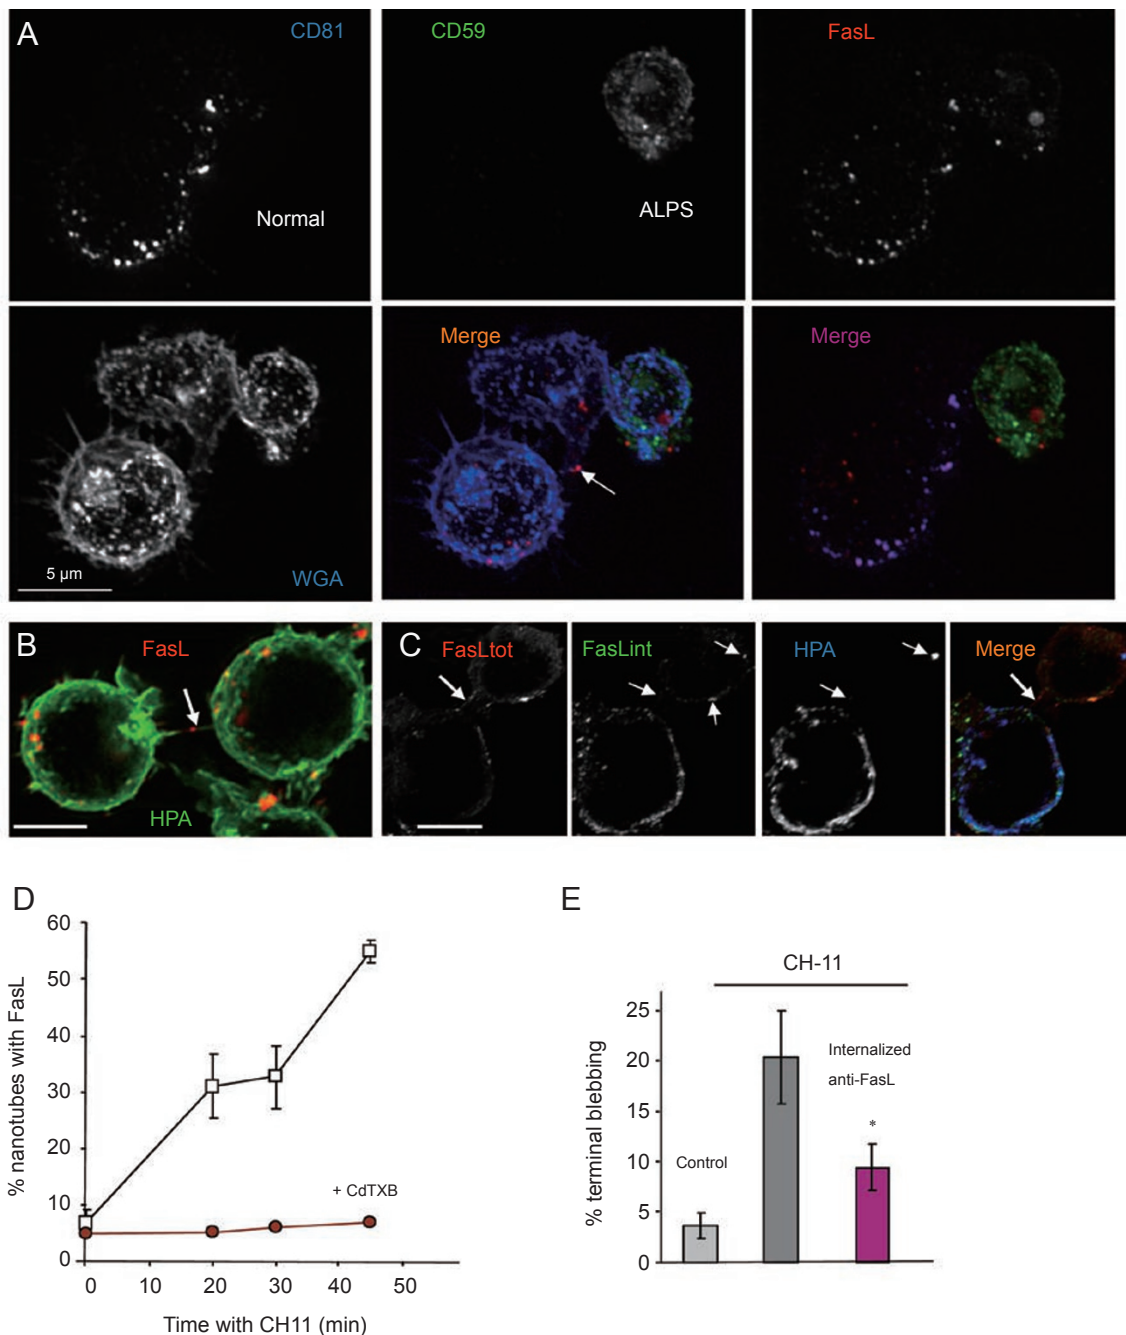 A
CD81
CD59
FasL
Normal
ALPS
Merge
Merge
5 µm
WGA
B
FasL
HPA
C
FasLtot
FasLint
HPA
Merge
D
% nanotubes with FasL
60
50
40
30
20
10
0
+ CdTXB
0
10
20
30
40
50
Time with CH11 (min)
E
CH-11
% terminal blebbing
25
20
15
10
5
0
Control
Internalized
anti-FasL
*